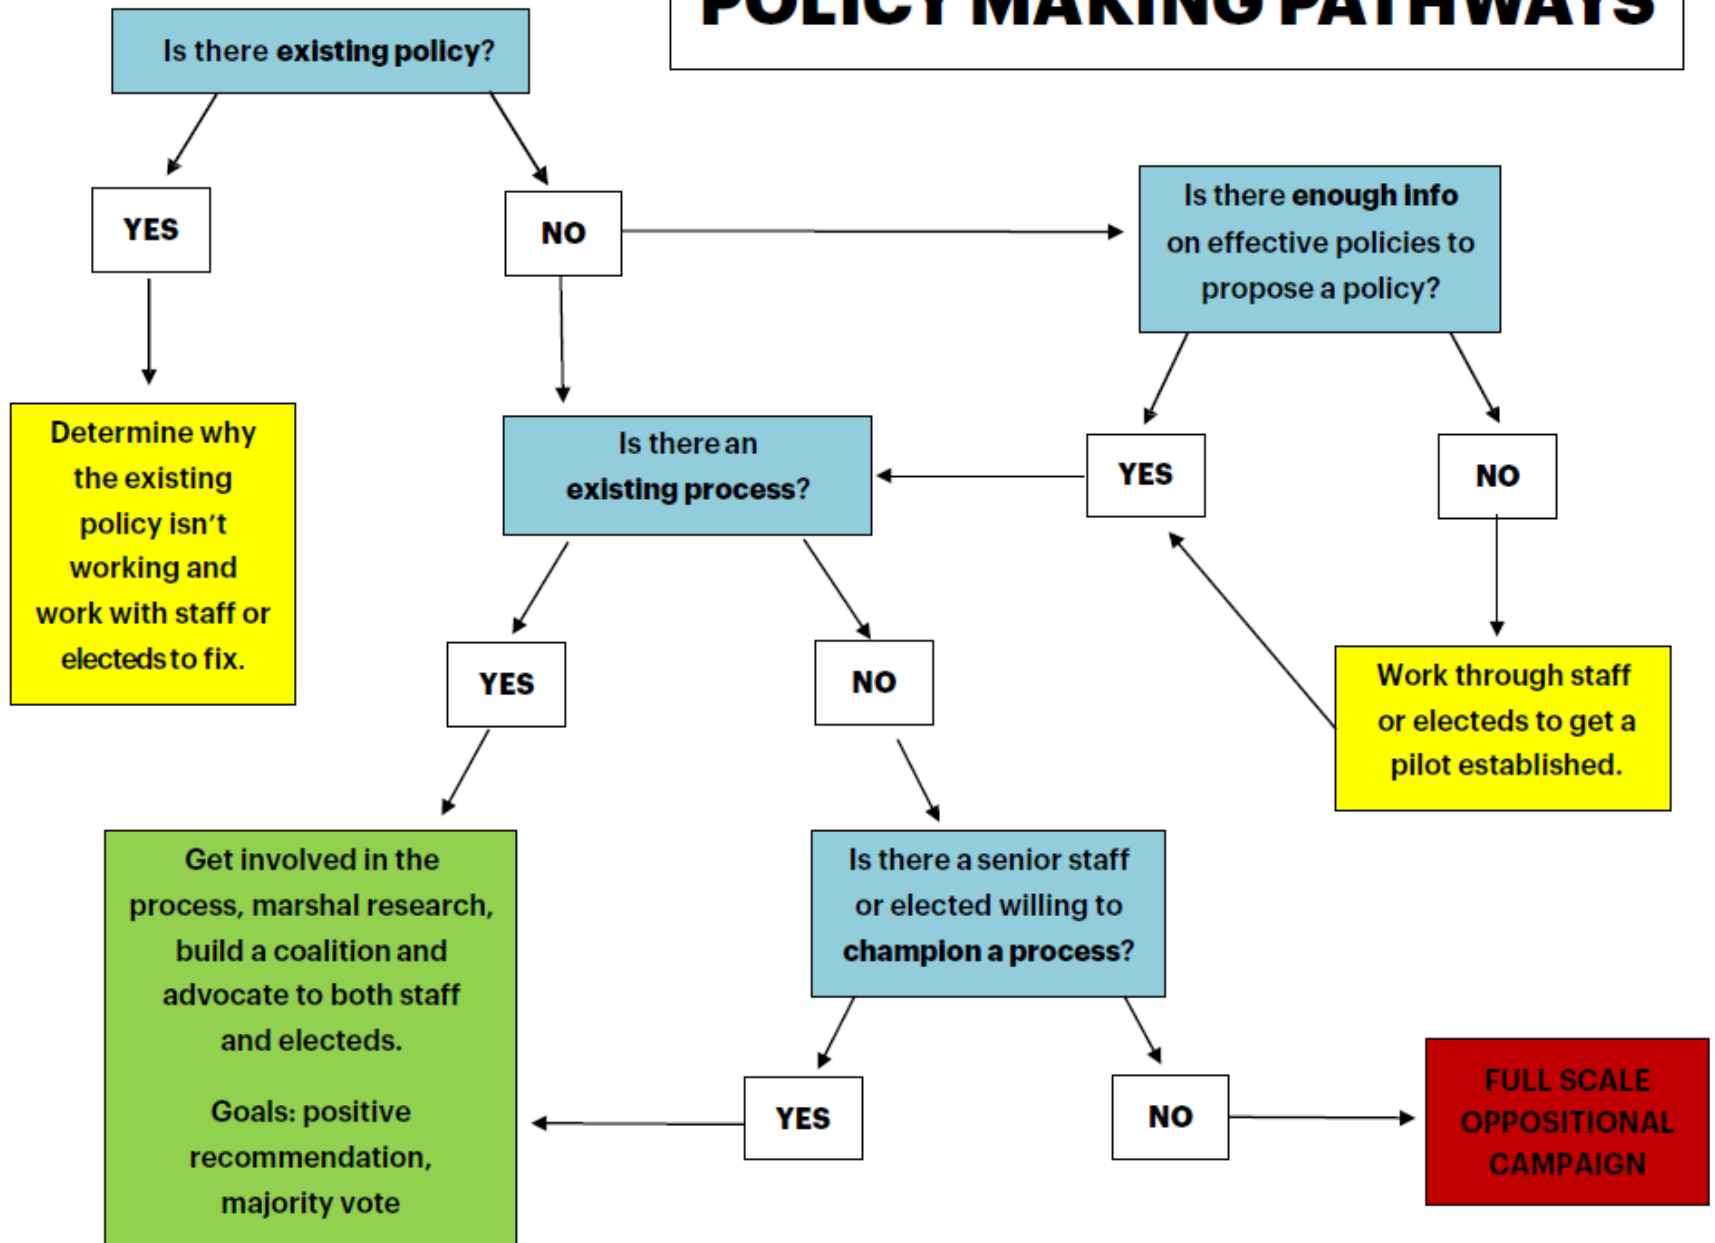 POLICY MAKING PATHWAYS
Is there existing policy?
YES
NO
Is there enough info
on effective policies to
propose a policy?
Determine why
the existing
policy isn't
working and
work with staff or
electeds to fix.
Is there an
existing process?
YES
NO
YES
NO
Work through staff
or electeds to get a
pilot established.
Get involved in the
process, marshal research,
build a coalition and
advocate to both staff
and electeds.
Goals: positive
recommendation,
majority vote
Is there a senior staff
or elected willing to
champion a process?
YES
NO
FULL SCALE
OPPOSITIONAL
CAMPAIGN